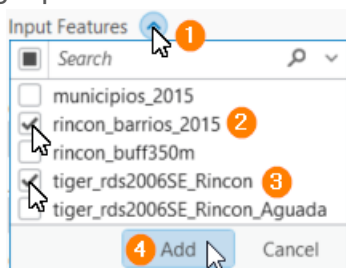 Input Features 1
Search
municipios_2015
rincon_barrios_2015 2
rincon_buff350m
tiger_rds2006SE_Rincon 3
tiger_rds2006SE_Rincon_Aguada
4 Add Cancel